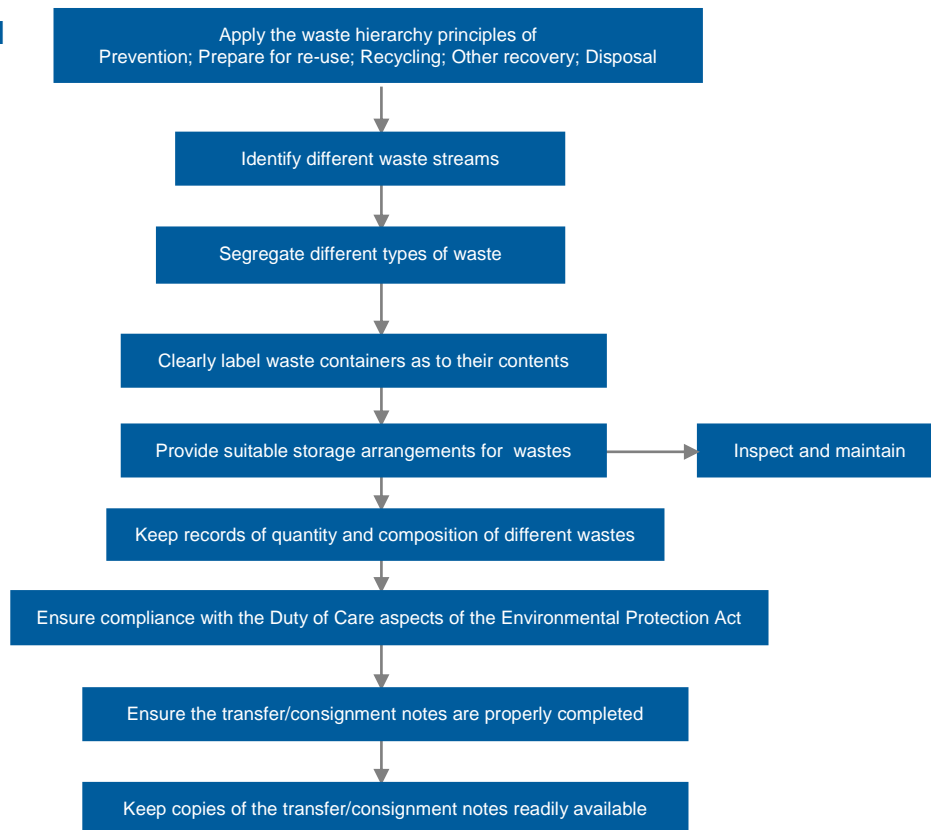 Apply the waste hierarchy principles of
Prevention; Prepare for re-use; Recycling; Other recovery; Disposal
Identify different waste streams
Segregate different types of waste
Clearly label waste containers as to their contents
Provide suitable storage arrangements for wastes
Inspect and maintain
Keep records of quantity and composition of different wastes
Ensure compliance with the Duty of Care aspects of the Environmental Protection Act
Ensure the transfer/consignment notes are properly completed
Keep copies of the transfer/consignment notes readily available